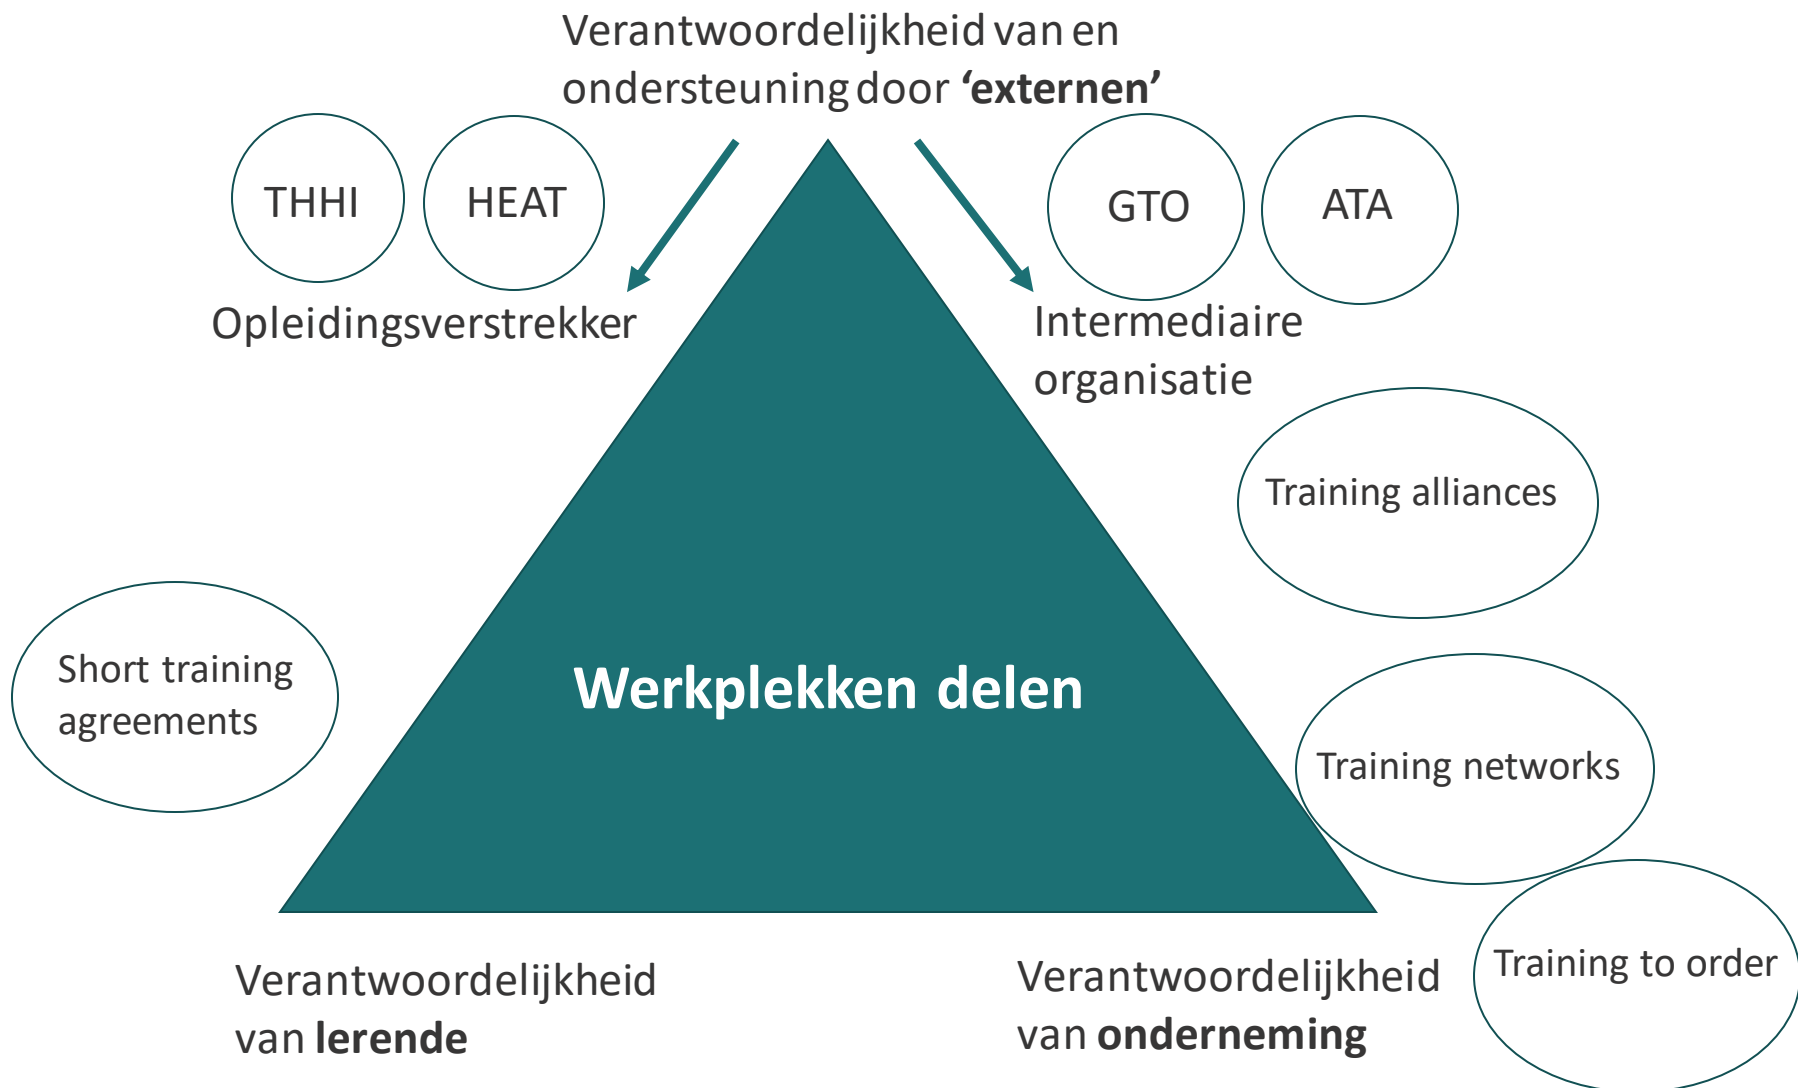 Verantwoordelijkheid van en
ondersteuning door ‘externen’
THHI
HEAT
GTO
ATA
Opleidingsverstrekker
Intermediaire
organisatie
Training alliances
Short training
agreements
Werkplekken delen
Training networks
Training to order
Verantwoordelijkheid
van lerende
Verantwoordelijkheid
van onderneming